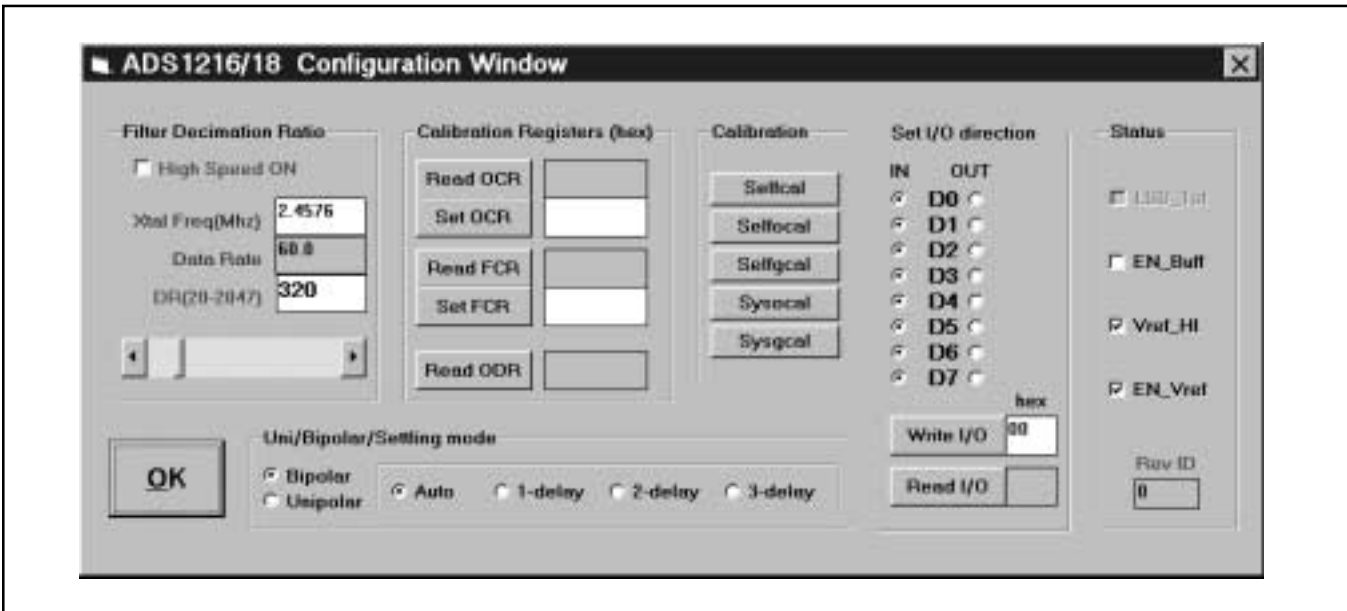 ADS1216/18 Configuration Window
Filter Decimation Ratio
High Speed ON
Xtal Freq(Mhz) 2.4576
Data Rate 60.0
DR(20-2047) 320
Calibration Registers (hex)
Read OCR
Set OCR
Read FCR
Set FCR
Read ODR
Calibration
Selfcal
Selfocal
Selfgcal
Sysocal
Sysgcal
Set I/O direction
IN OUT
D0
D1
D2
D3
D4
D5
D6
D7
hex
Write I/O 00
Read I/O
Status
EN_Buff
Vref_HI
EN_Vref
Rev ID
0
OK
Uni/Bipolar/Settling mode
Bipolar
Unipolar
Auto 1-delay 2-delay 3-delay